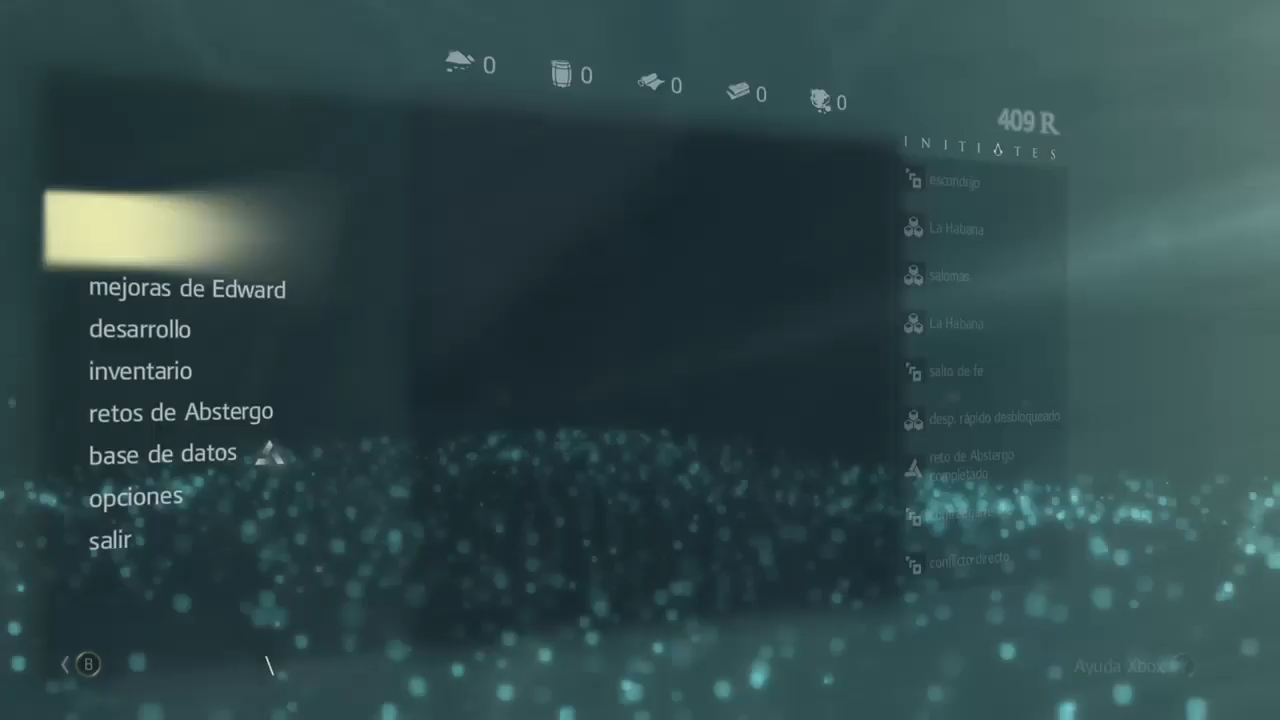 0
0
0
0
0
409 R
INITIATES
escondrijo
La Habana
salomas
La Habana
salto de fe
desp. rápido desbloqueado
reto de Abstergo
completado
conflicto directo
mejoras de Edward
desarrollo
inventario
retos de Abstergo
base de datos
opciones
salir
B
Ayuda Xbox